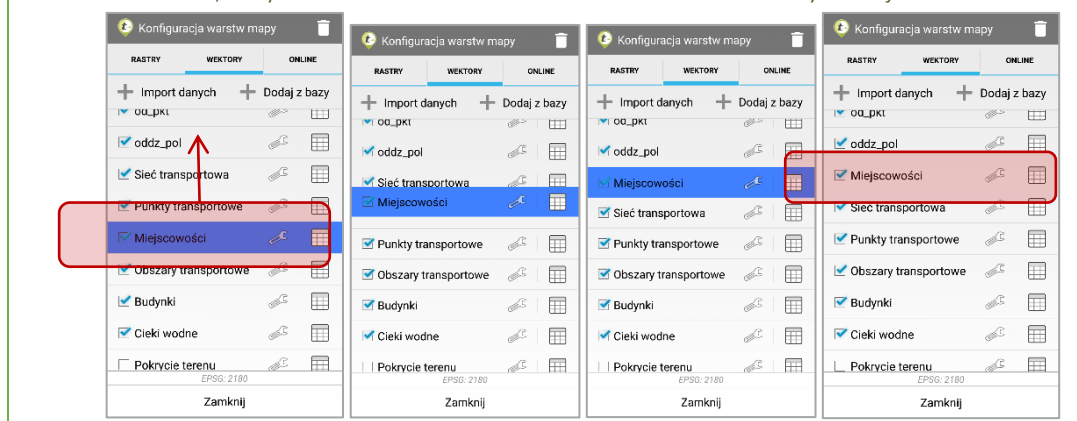 Konfiguracja warstw mapy
RASTRY WEKTORY ONLINE
+ Import danych + Dodaj z bazy
od_pkt
oddz_pol
Sieć transportowa
Punkty transportowe
Miejscowości
Obszary transportowe
Budynki
Cieki wodne
Pokrycie terenu
EPSG: 2180
Zamknij
Konfiguracja warstw mapy
RASTRY WEKTORY ONLINE
+ Import danych + Dodaj z bazy
od_pkt
oddz_pol
Sieć transportowa
Miejscowości
Punkty transportowe
Obszary transportowe
Budynki
Cieki wodne
Pokrycie terenu
EPSG: 2180
Zamknij
Konfiguracja warstw mapy
RASTRY WEKTORY ONLINE
+ Import danych + Dodaj z bazy
od_pkt
oddz_pol
Miejscowości
Sieć transportowa
Punkty transportowe
Obszary transportowe
Budynki
Cieki wodne
Pokrycie terenu
EPSG: 2180
Zamknij
Konfiguracja warstw mapy
RASTRY WEKTORY ONLINE
+ Import danych + Dodaj z bazy
od_pkt
oddz_pol
Miejscowości
Sieć transportowa
Punkty transportowe
Obszary transportowe
Budynki
Cieki wodne
Pokrycie terenu
EPSG: 2180
Zamknij